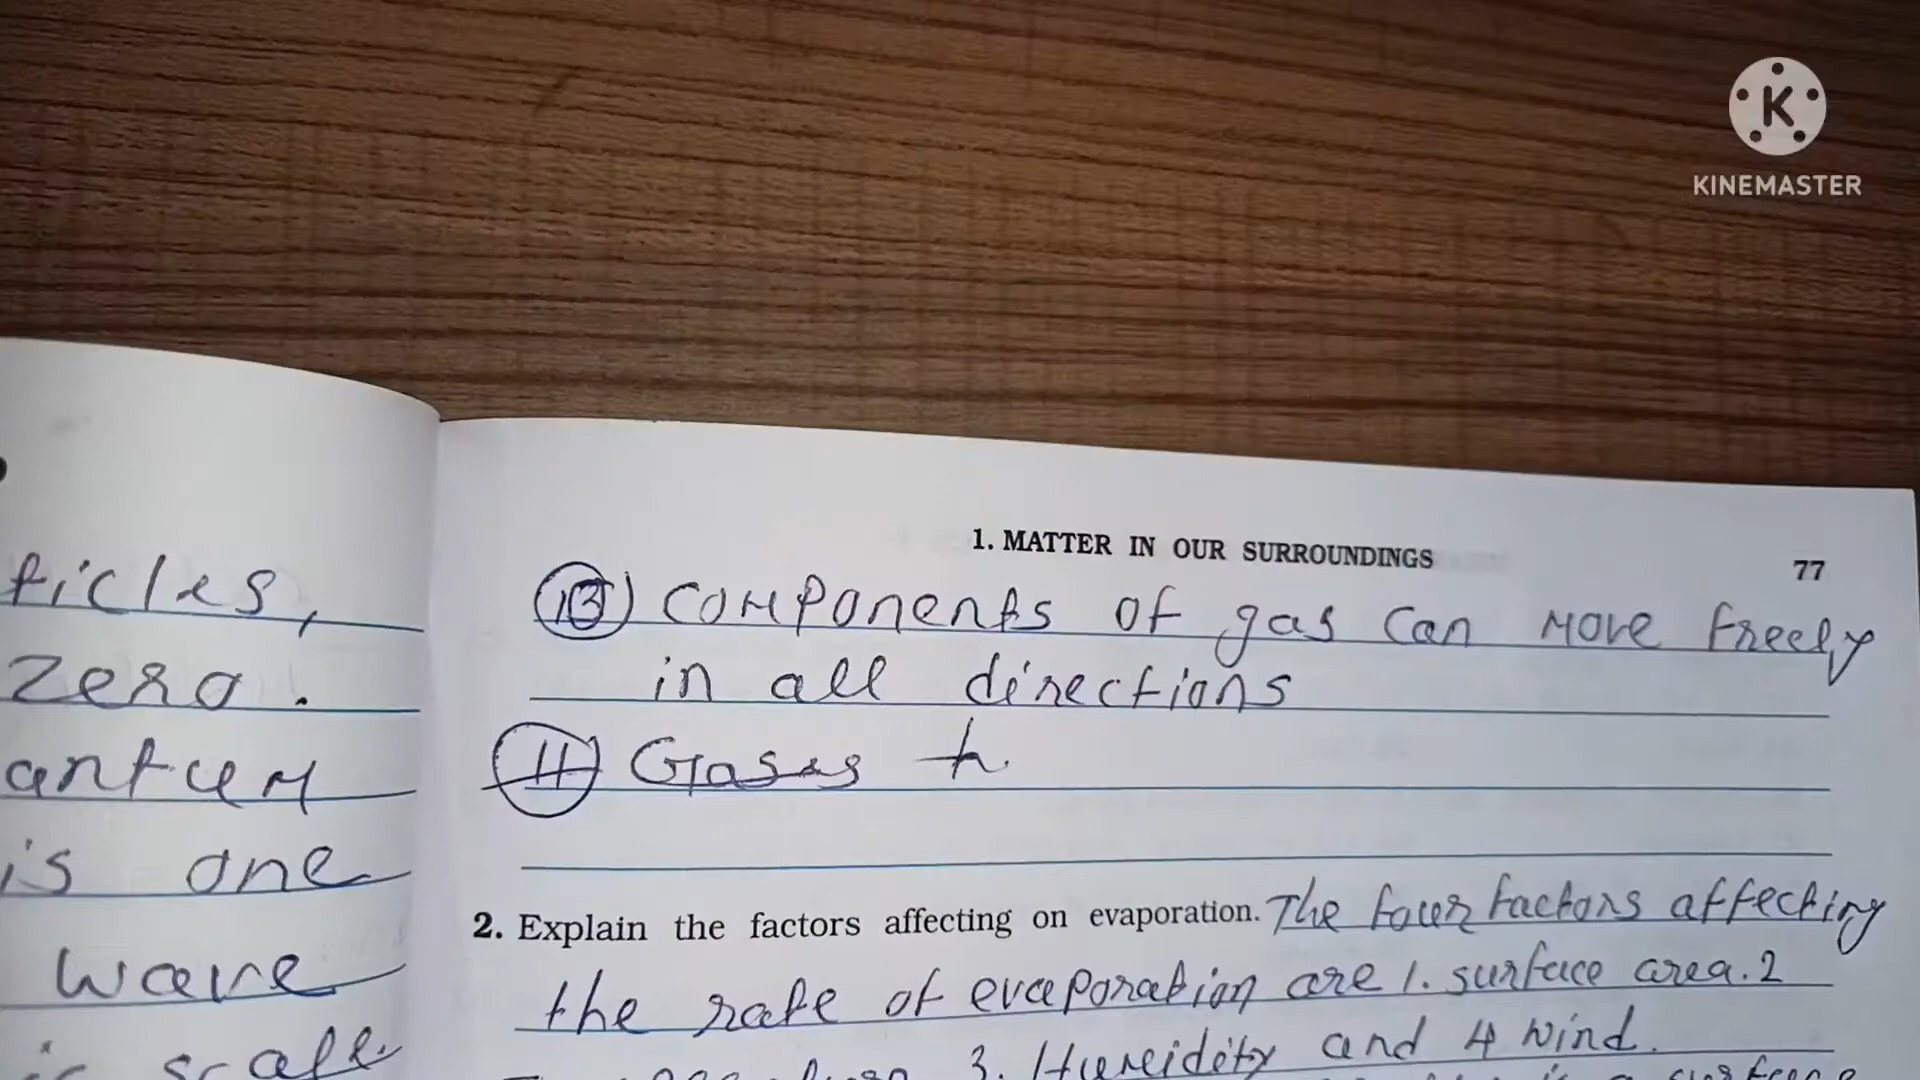 KINEMASTER
ticles,
zero.
antum
is one
wave
1. MATTER IN OUR SURROUNDINGS
77
components of gas can move freely
in all directions
11) Gases
2. Explain the factors affecting on evaporation. The four factors affecting
the rate of evaporation are 1. surface area. 2
3. Humidity and 4 wind.